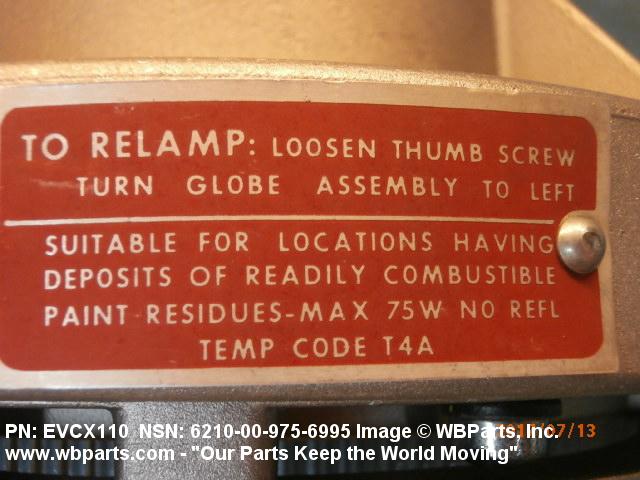 TO RELAMP: LOOSEN THUMB SCREW
TURN GLOBE ASSEMBLY TO LEFT
SUITABLE FOR LOCATIONS HAVING
DEPOSITS OF READILY COMBUSTIBLE
PAINT RESIDUES-MAX 75W NO REFL
TEMP CODE T4A
PN: EVCX110 NSN: 6210-00-975-6995 Image © WBParts, Inc.
www.wbparts.com - "Our Parts Keep the World Moving"